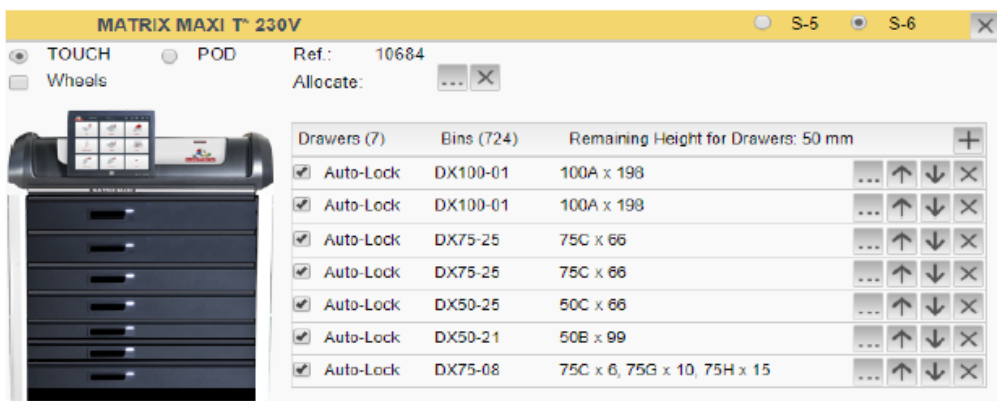 MATRIX MAXI T* 230V S-5 S-6
TOUCH POD Ref.: 10684
Wheels Allocate: ...
Drawers (7) Bins (724) Remaining Height for Drawers: 50 mm
Auto-Lock DX100-01 100A x 198 ...
Auto-Lock DX100-01 100A x 198 ...
Auto-Lock DX75-25 75C x 66 ...
Auto-Lock DX75-25 75C x 66 ...
Auto-Lock DX50-25 50C x 66 ...
Auto-Lock DX50-21 50B x 99 ...
Auto-Lock DX75-08 75C x 6, 75G x 10, 75H x 15 ...